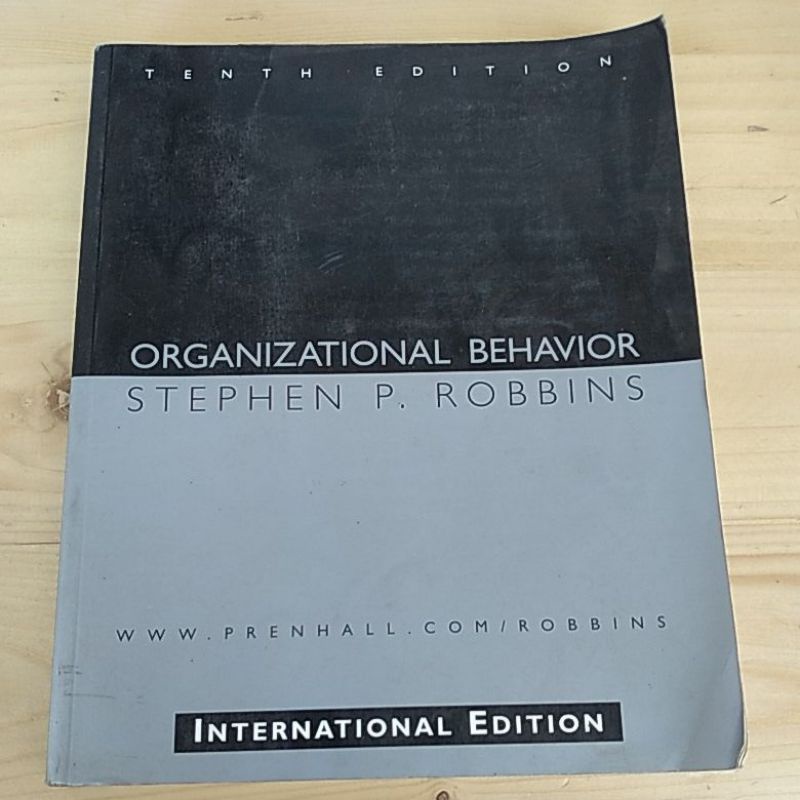 TENTH EDITION
ORGANIZATIONAL BEHAVIOR
STEPHEN P. ROBBINS
WWW.PRENHALL.COM/ROBBINS
INTERNATIONAL EDITION